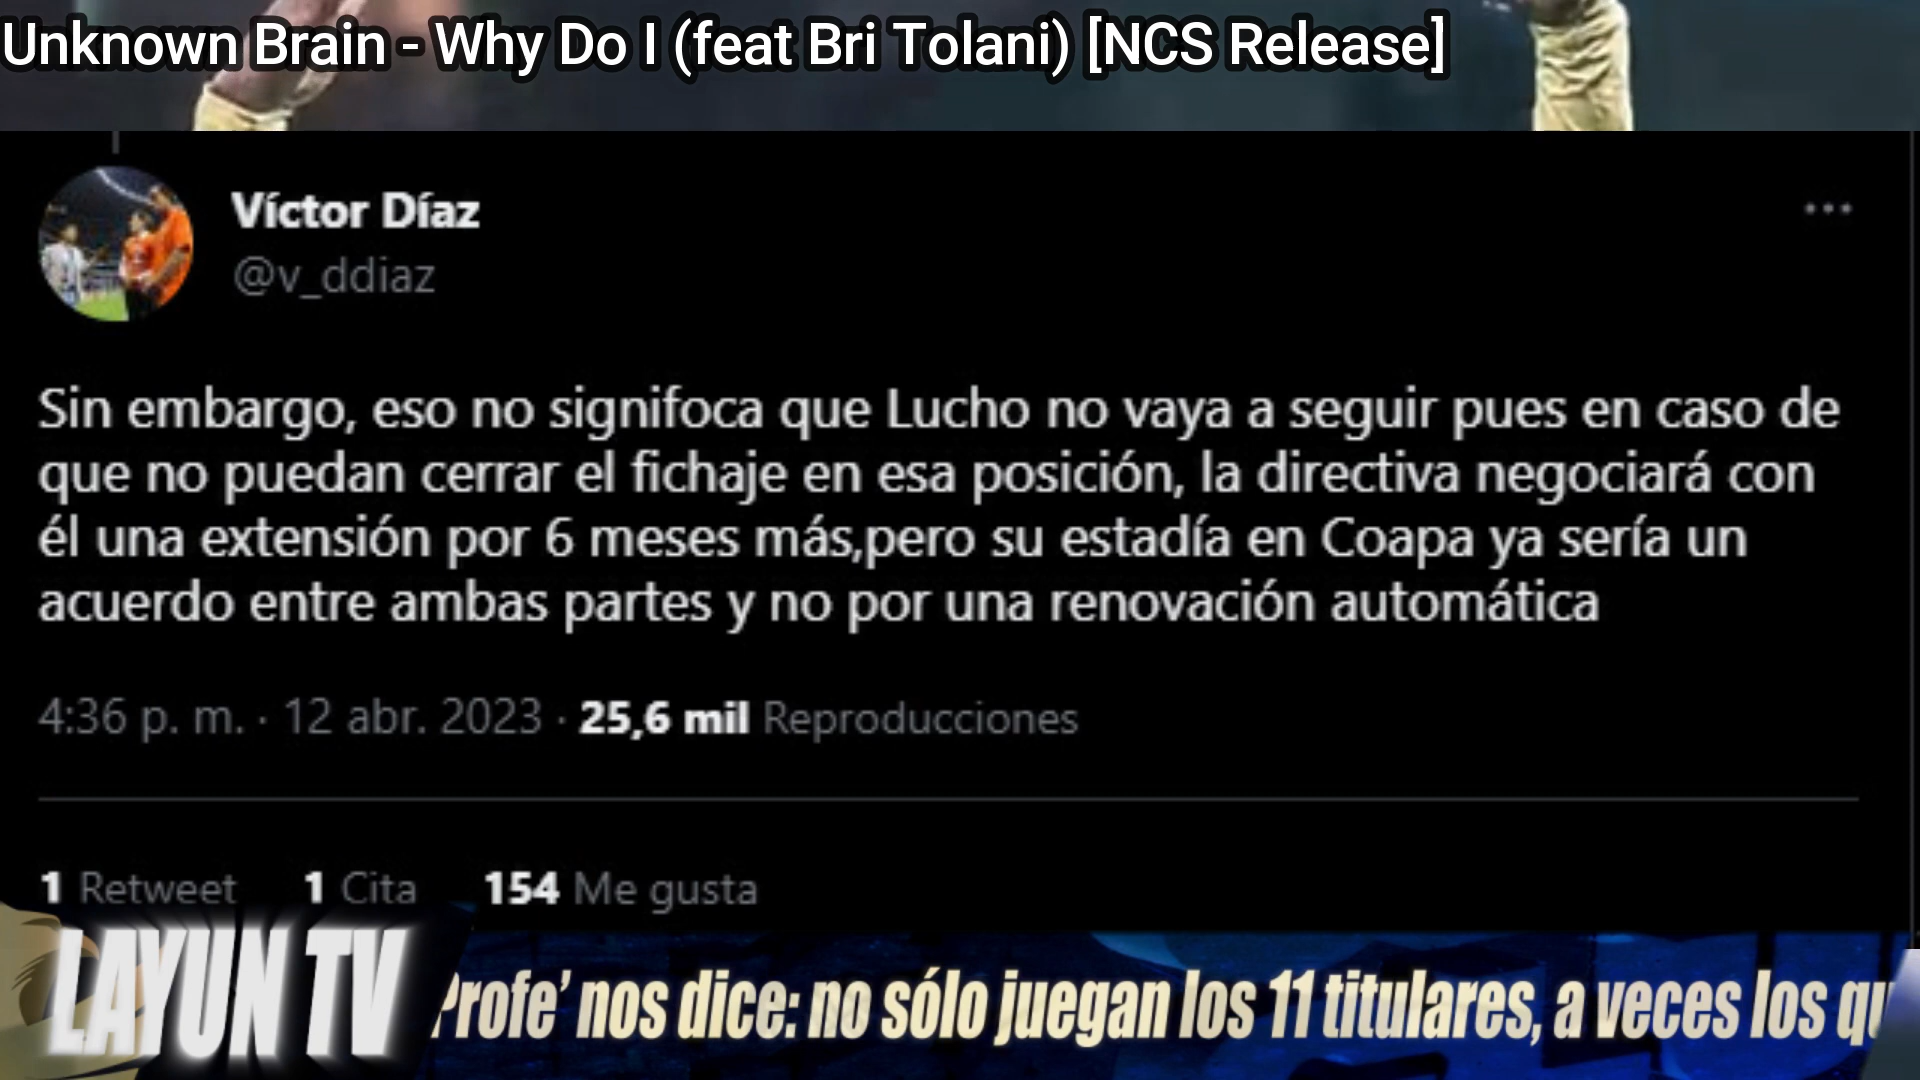 Unknown Brain - Why Do I (feat Bri Tolani) [NCS Release]
Víctor Díaz
@v_ddiaz
Sin embargo, eso no signifoca que Lucho no vaya a seguir pues en caso de
que no puedan cerrar el fichaje en esa posición, la directiva negociará con
él una extensión por 6 meses más,pero su estadía en Coapa ya sería un
acuerdo entre ambas partes y no por una renovación automática
4:36 p. m. · 12 abr. 2023 · 25,6 mil Reproducciones
1 Retweet 1 Cita 154 Me gusta
LAYUN TV
Profe’ nos dice: no sólo juegan los 11 titulares, a veces los qu